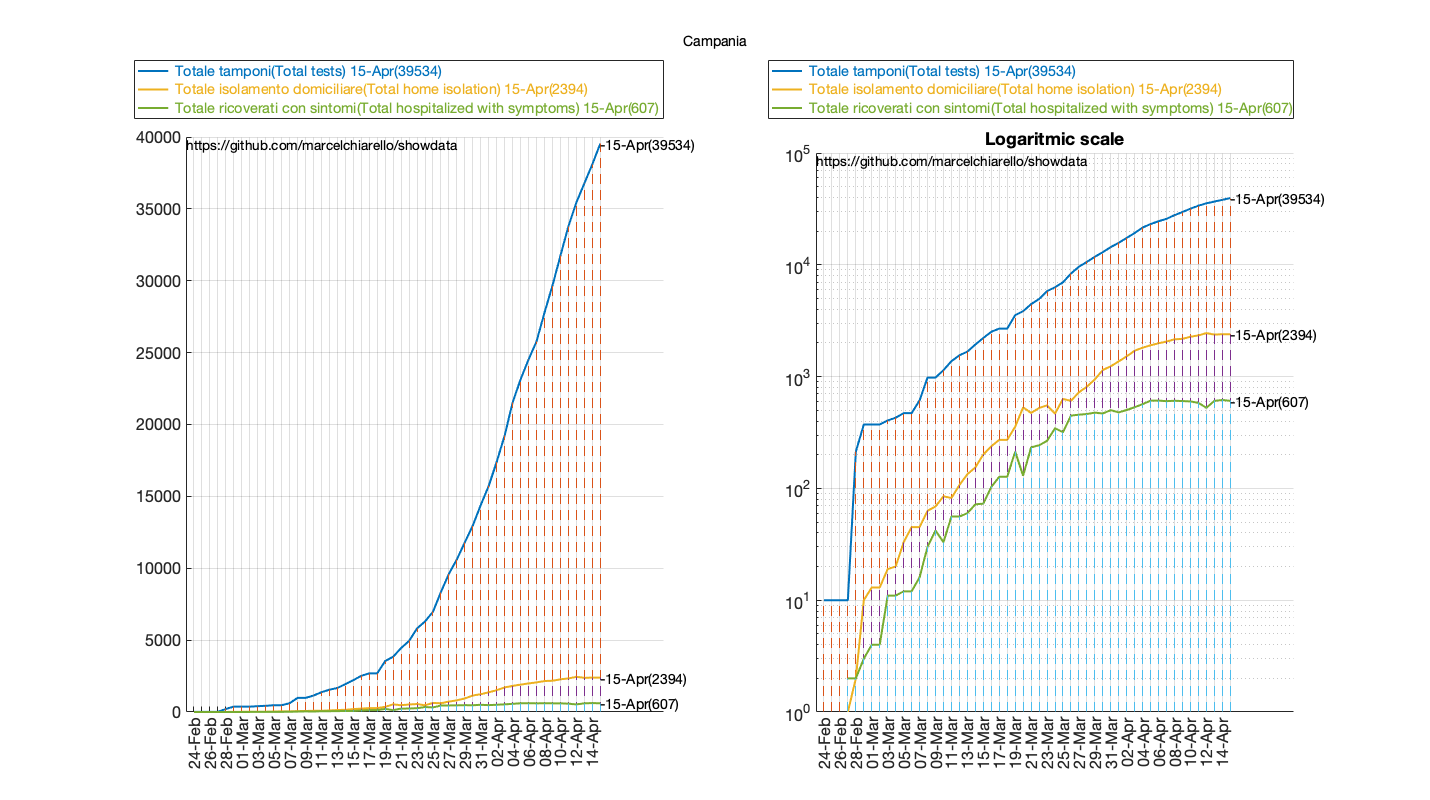 Campania
Totale tamponi(Total tests) 15-Apr(39534)
Totale isolamento domiciliare(Total home isolation) 15-Apr(2394)
Totale ricoverati con sintomi(Total hospitalized with symptoms) 15-Apr(607)
40000
35000
30000
25000
20000
15000
10000
5000
0
https://github.com/marcelchiarello/showdata
15-Apr(39534)
15-Apr(2394)
15-Apr(607)
24-Feb
26-Feb
28-Feb
01-Mar
03-Mar
05-Mar
07-Mar
09-Mar
11-Mar
13-Mar
15-Mar
17-Mar
19-Mar
21-Mar
23-Mar
25-Mar
27-Mar
29-Mar
31-Mar
02-Apr
04-Apr
06-Apr
08-Apr
10-Apr
12-Apr
14-Apr
Totale tamponi(Total tests) 15-Apr(39534)
Totale isolamento domiciliare(Total home isolation) 15-Apr(2394)
Totale ricoverati con sintomi(Total hospitalized with symptoms) 15-Apr(607)
Logaritmic scale
10^5
10^4
10^3
10^2
10^1
10^0
https://github.com/marcelchiarello/showdata
15-Apr(39534)
15-Apr(2394)
15-Apr(607)
24-Feb
26-Feb
28-Feb
01-Mar
03-Mar
05-Mar
07-Mar
09-Mar
11-Mar
13-Mar
15-Mar
17-Mar
19-Mar
21-Mar
23-Mar
25-Mar
27-Mar
29-Mar
31-Mar
02-Apr
04-Apr
06-Apr
08-Apr
10-Apr
12-Apr
14-Apr